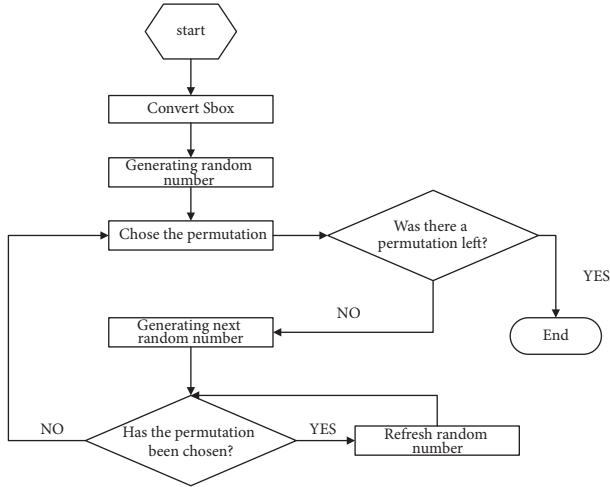 start
Convert Sbox
Generating random
number
Chose the permutation
Was there a
permutation left?
YES
NO
End
Generating next
random number
NO
Has the permutation
been chosen?
YES
Refresh random
number